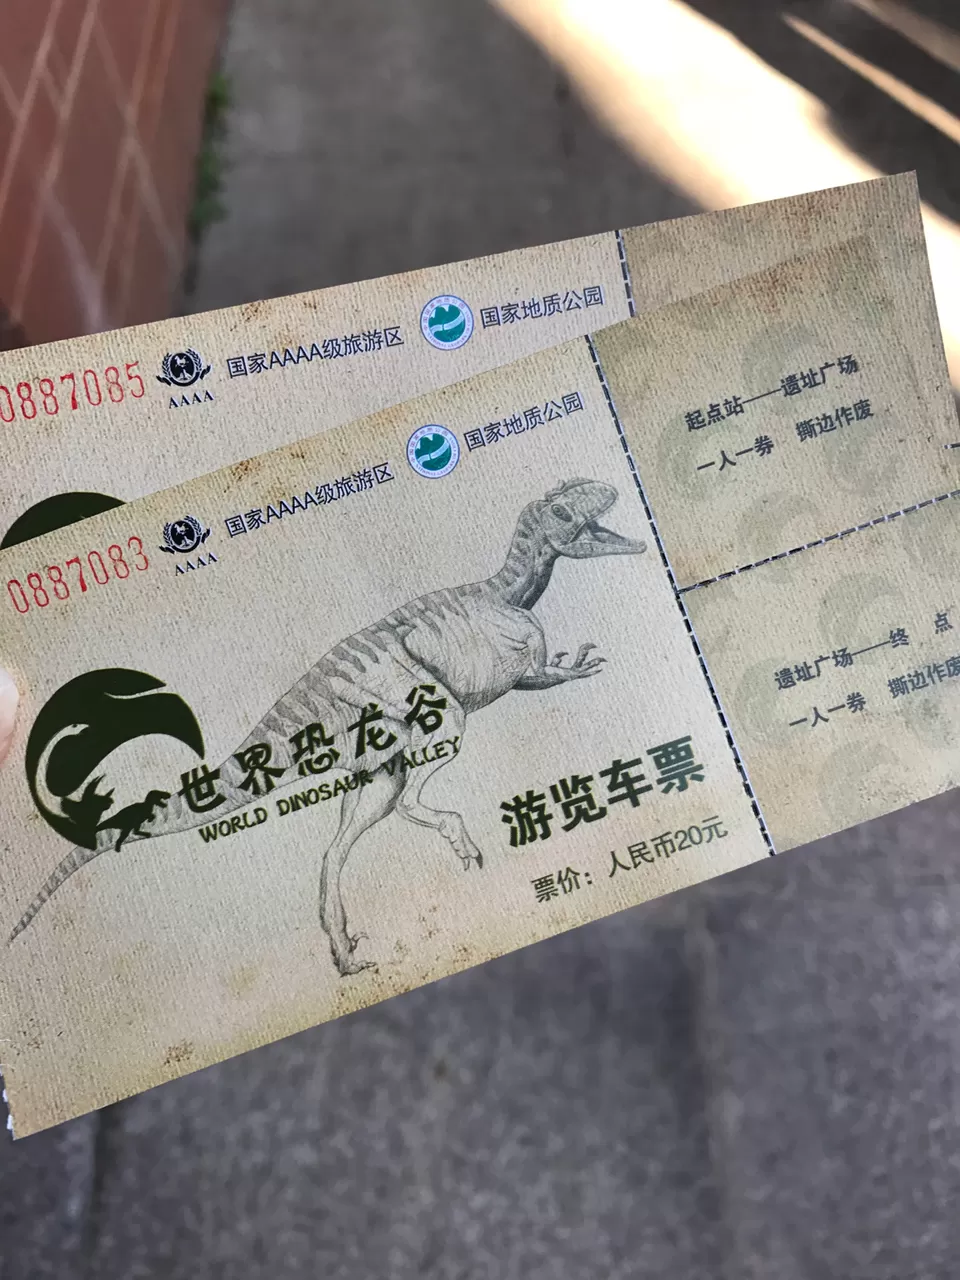 0887085
AAAA
国家AAAA级旅游区
国家地质公园
0887083
AAAA
国家AAAA级旅游区
国家地质公园
世界恐龙谷
WORLD DINOSAUR VALLEY
游览车票
票价：人民币20元
起点站——遗址广场
一人一券 撕边作废
遗址广场——终 点
一人一券 撕边作废